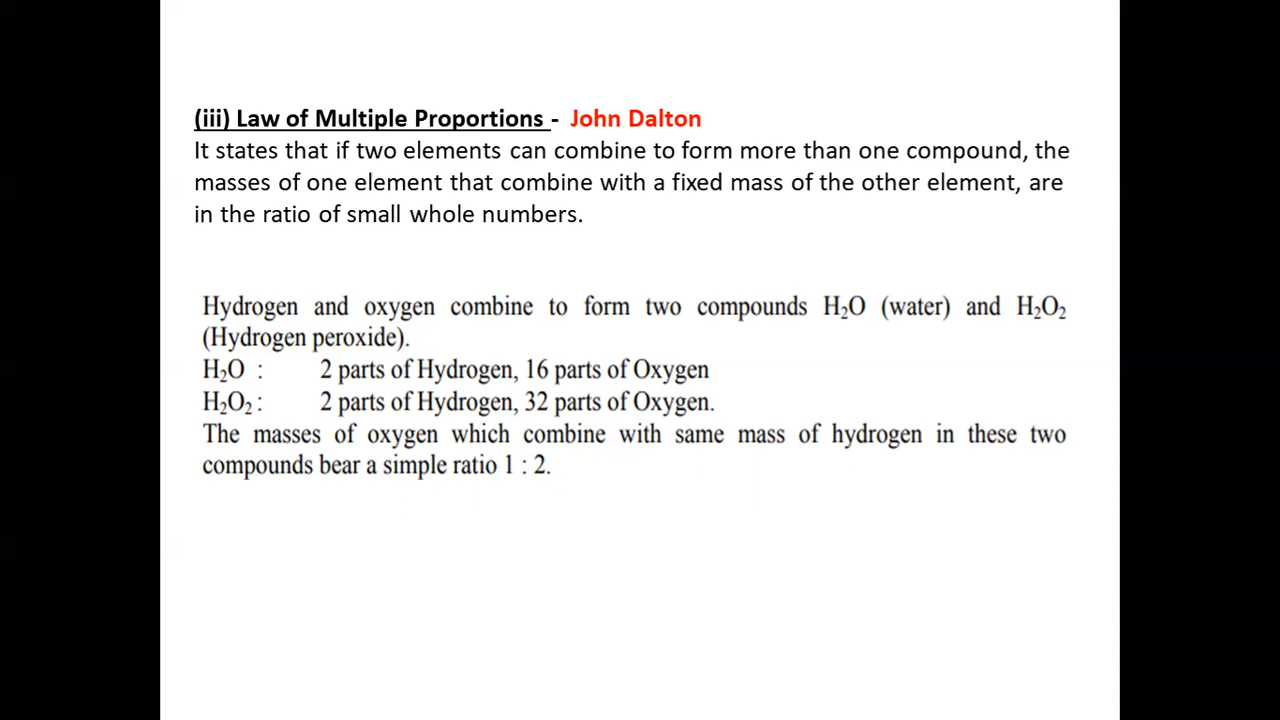 (iii) Law of Multiple Proportions - John Dalton
It states that if two elements can combine to form more than one compound, the
masses of one element that combine with a fixed mass of the other element, are
in the ratio of small whole numbers.
Hydrogen and oxygen combine to form two compounds H₂O (water) and H₂O₂
(Hydrogen peroxide).
H₂O : 2 parts of Hydrogen, 16 parts of Oxygen
H₂O₂ : 2 parts of Hydrogen, 32 parts of Oxygen.
The masses of oxygen which combine with same mass of hydrogen in these two
compounds bear a simple ratio 1 : 2.